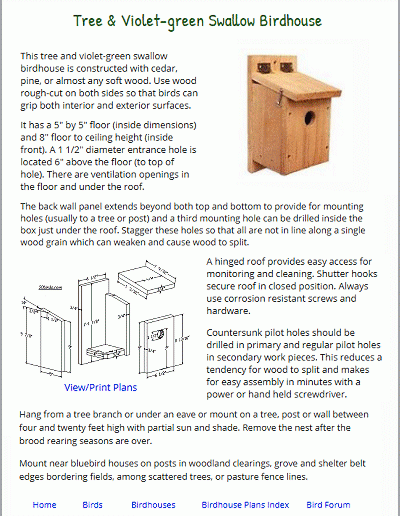 Tree & Violet-green Swallow Birdhouse
This tree and violet-green swallow
birdhouse is constructed with cedar,
pine, or almost any soft wood. Use wood
rough-cut on both sides so that birds can
grip both interior and exterior surfaces.
It has a 5" by 5" floor (inside dimensions)
and 8" floor to ceiling height (inside
front). A 1 1/2" diameter entrance hole is
located 6" above the floor (to top of
hole). There are ventilation openings in
the floor and under the roof.
The back wall panel extends beyond both top and bottom to provide for mounting
holes (usually to a tree or post) and a third mounting hole can be drilled inside the
box just under the roof. Stagger these holes so that all are not in line along a single
wood grain which can weaken and cause wood to split.
A hinged roof provides easy access for
monitoring and cleaning. Shutter hooks
secure roof in closed position. Always
use corrosion resistant screws and
hardware.
Countersunk pilot holes should be
drilled in primary and regular pilot holes
in secondary work pieces. This reduces a
tendency for wood to split and makes
for easy assembly in minutes with a
power or hand held screwdriver.
View/Print Plans
Hang from a tree branch or under an eave or mount on a tree, post or wall between
four and twenty feet high with partial sun and shade. Remove the nest after the
brood rearing seasons are over.
Mount near bluebird houses on posts in woodland clearings, grove and shelter belt
edges bordering fields, among scattered trees, or pasture fence lines.
Home Birds Birdhouses Birdhouse Plans Index Bird Forum